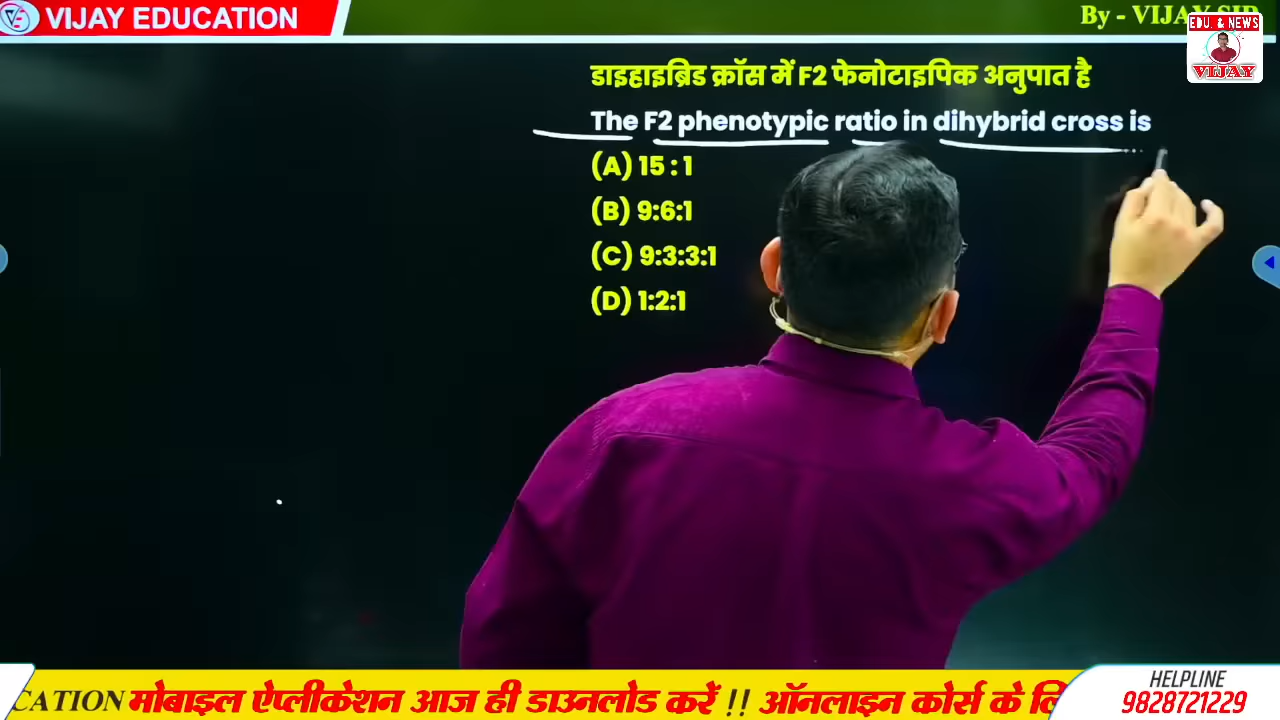 VIJAY EDUCATION
By - VIJAY SIR
EDU. & NEWS
VIJAY
डाइहाइब्रिड क्रॉस में F2 फेनोटाइपिक अनुपात है
The F2 phenotypic ratio in dihybrid cross is
(A) 15 : 1
(B) 9:6:1
(C) 9:3:3:1
(D) 1:2:1
CATION मोबाइल ऐप्लीकेशन आज ही डाउनलोड करें !! ऑनलाइन कोर्स के
HELPLINE
9828721229